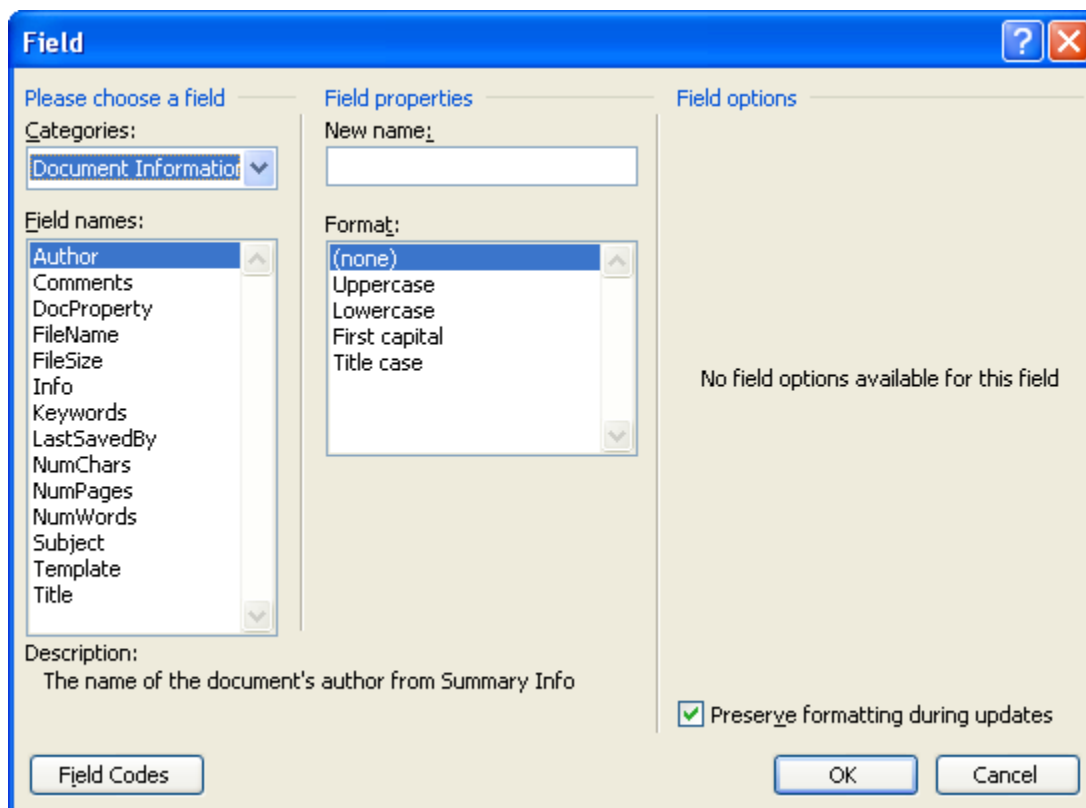 Field
Please choose a field
Categories:
Document Information
Field names:
Author
Comments
DocProperty
FileName
FileSize
Info
Keywords
LastSavedBy
NumChars
NumPages
NumWords
Subject
Template
Title
Field properties
New name:
Format:
(none)
Uppercase
Lowercase
First capital
Title case
Field options
No field options available for this field
Description:
The name of the document's author from Summary Info
Preserve formatting during updates
Field Codes
OK
Cancel